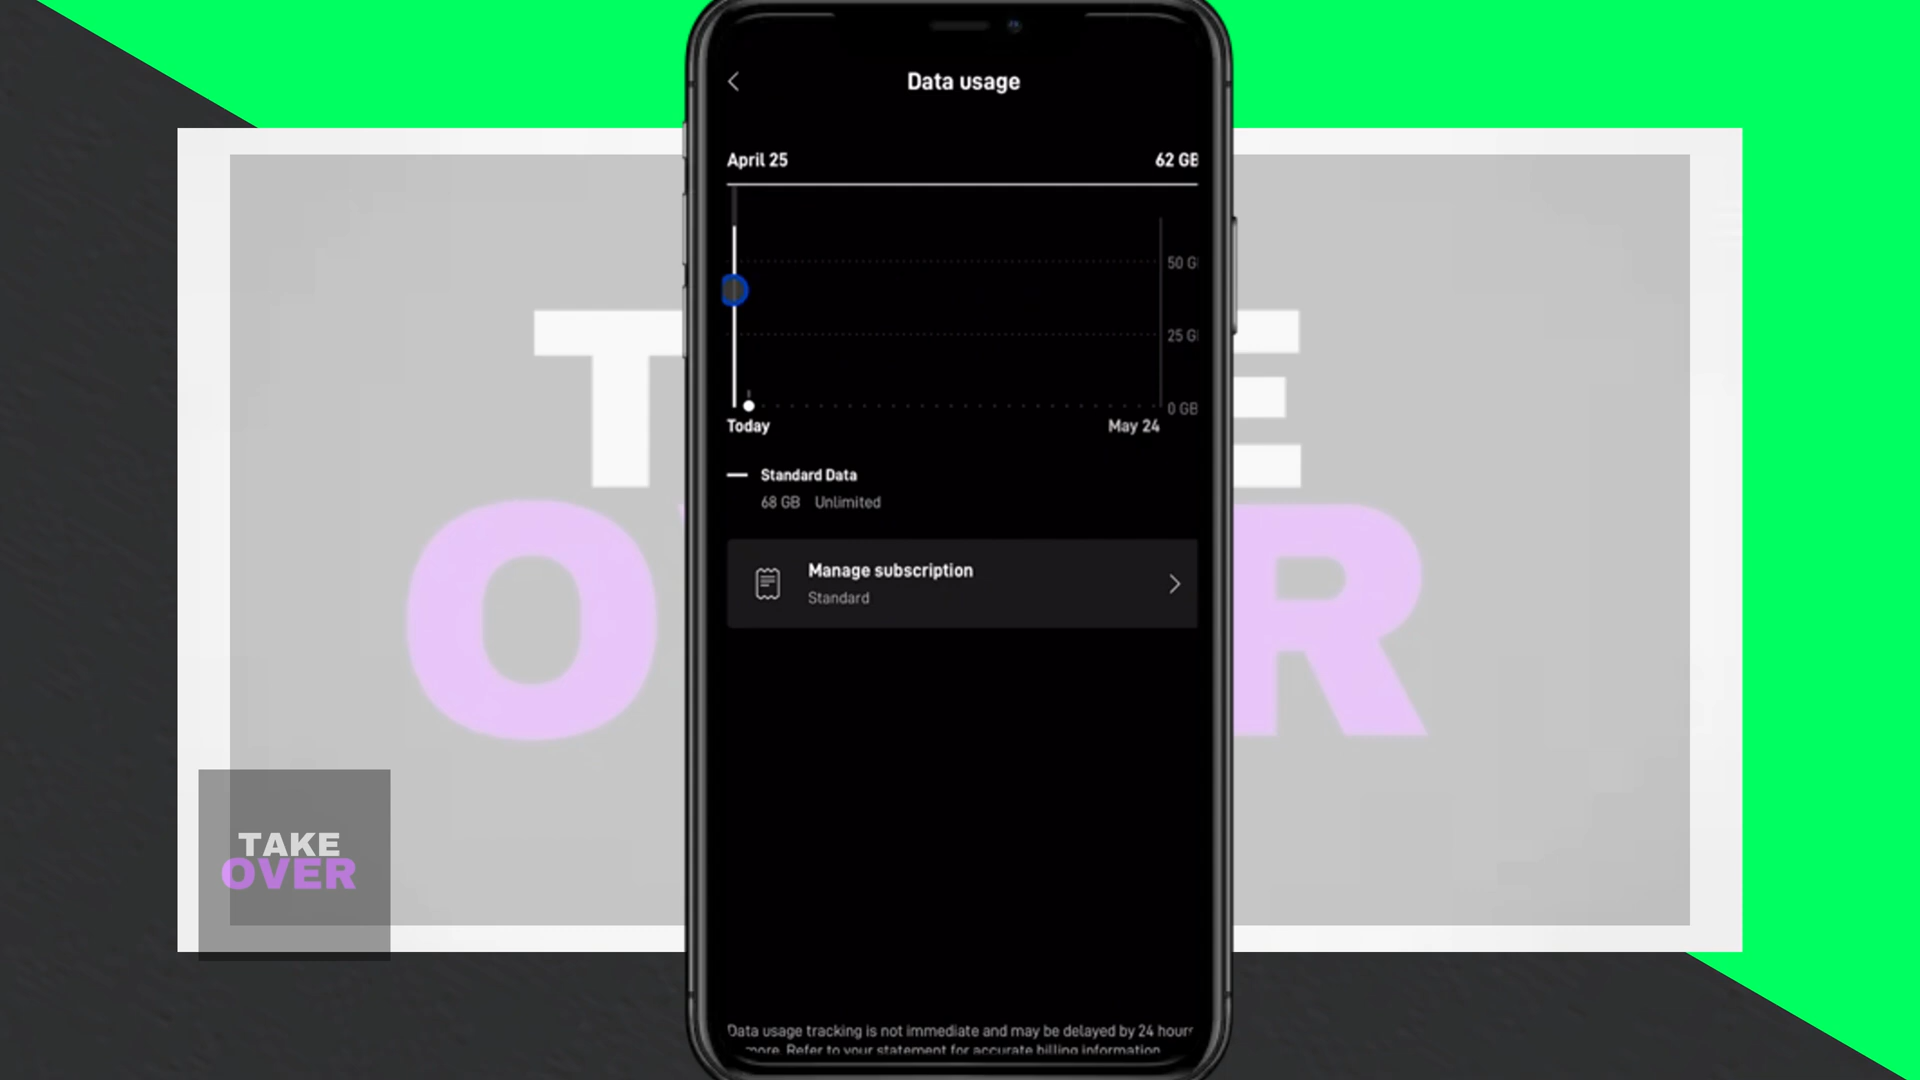 Data usage
April 25 62 GB
50 G
25 G
0 GB
Today May 24
Standard Data
68 GB Unlimited
Manage subscription
Standard
Data usage tracking is not immediate and may be delayed by 24 hours
more. Refer to your statement for accurate billing information
T E
O R
TAKE
OVER